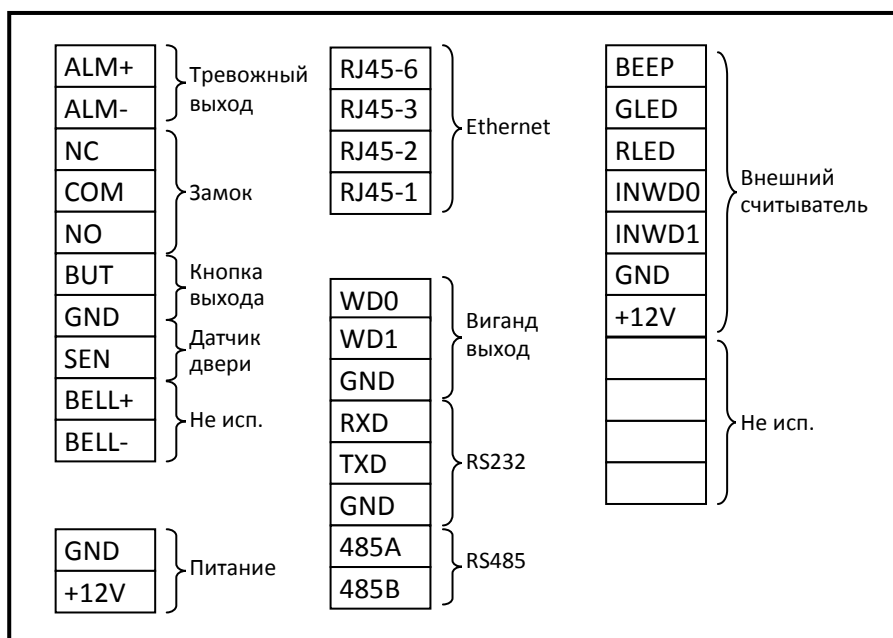 ALM+
ALM-
Тревожный
выход
NC
COM
NO
Замок
BUT
GND
Кнопка
выхода
SEN
Датчик
двери
BELL+
BELL-
Не исп.
GND
+12V
Питание
RJ45-6
RJ45-3
RJ45-2
RJ45-1
Ethernet
WD0
WD1
GND
Виганд
выход
RXD
TXD
GND
RS232
485A
485B
RS485
BEEP
GLED
RLED
INWD0
INWD1
GND
+12V
Внешний
считыватель
Не исп.